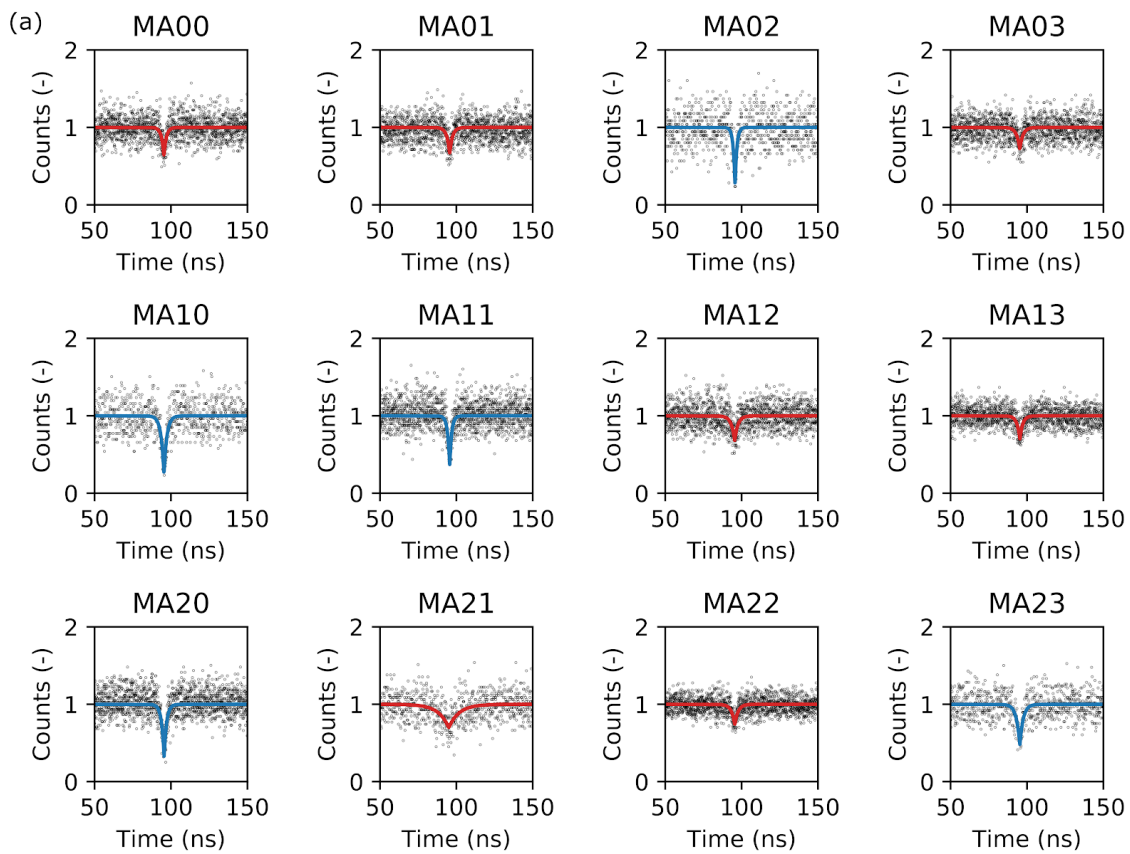 (a)
MA00 MA01 MA02 MA03
2 2 2 2
Counts (-) Counts (-) Counts (-) Counts (-)
1 1 1 1
0 0 0 0
50 100 150 50 100 150 50 100 150 50 100 150
Time (ns) Time (ns) Time (ns) Time (ns)
MA10 MA11 MA12 MA13
2 2 2 2
Counts (-) Counts (-) Counts (-) Counts (-)
1 1 1 1
0 0 0 0
50 100 150 50 100 150 50 100 150 50 100 150
Time (ns) Time (ns) Time (ns) Time (ns)
MA20 MA21 MA22 MA23
2 2 2 2
Counts (-) Counts (-) Counts (-) Counts (-)
1 1 1 1
0 0 0 0
50 100 150 50 100 150 50 100 150 50 100 150
Time (ns) Time (ns) Time (ns) Time (ns)